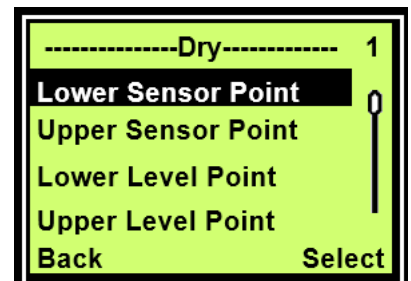 ---------------Dry------------- 1
Lower Sensor Point
Upper Sensor Point
Lower Level Point
Upper Level Point
Back Select